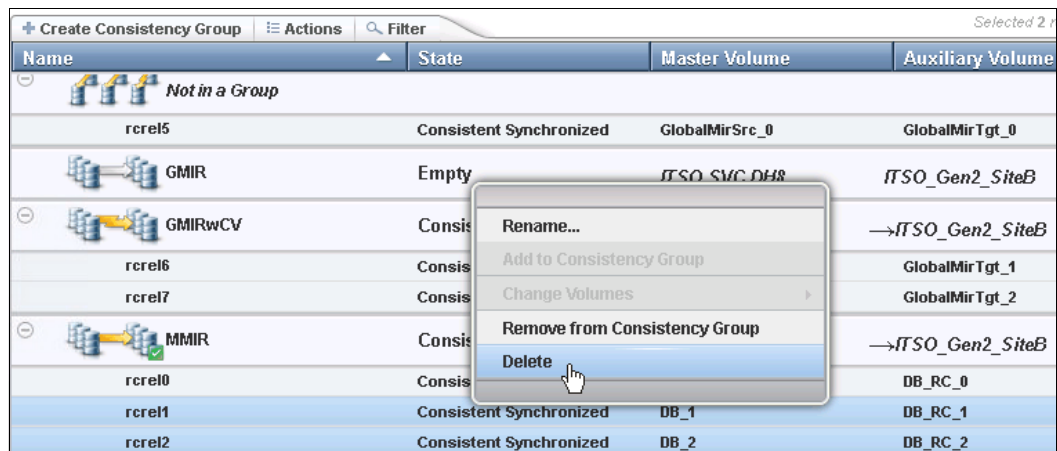 Create Consistency Group Actions Filter Selected 2
Name State Master Volume Auxiliary Volume
Not in a Group
rcrel5 Consistent Synchronized GlobalMirSrc_0 GlobalMirTgt_0
GMIR Empty ITSO SVC DH8 ITSO_Gen2_SiteB
GMIRwCV Consis →ITSO_Gen2_SiteB
rcrel6 Consis GlobalMirTgt_1
rcrel7 Consis GlobalMirTgt_2
MMIR Consis →ITSO_Gen2_SiteB
rcrel0 Consis DB_RC_0
rcrel1 Consistent Synchronized DB_1 DB_RC_1
rcrel2 Consistent Synchronized DB_2 DB_RC_2
Rename...
Add to Consistency Group
Change Volumes
Remove from Consistency Group
Delete